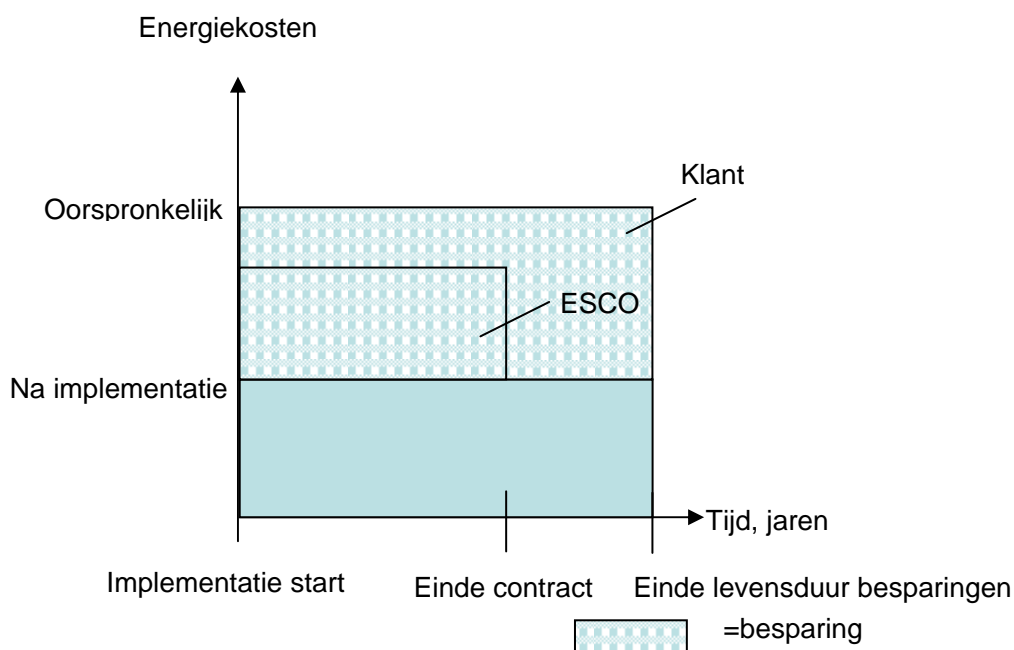 Energiekosten
Klant
Oorspronkelijk
ESCO
Na implementatie
Tijd, jaren
Implementatie start
Einde contract
Einde levensduur besparingen
=besparing